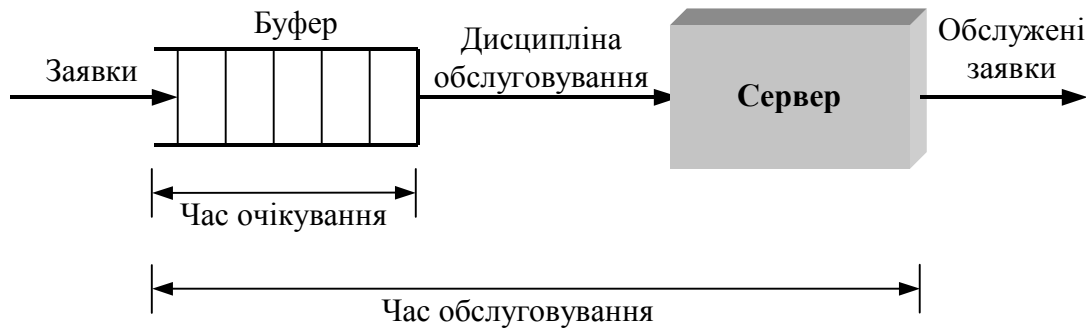 Буфер
Заявки
Дисципліна
обслуговування
Сервер
Обслужені
заявки
Час очікування
Час обслуговування